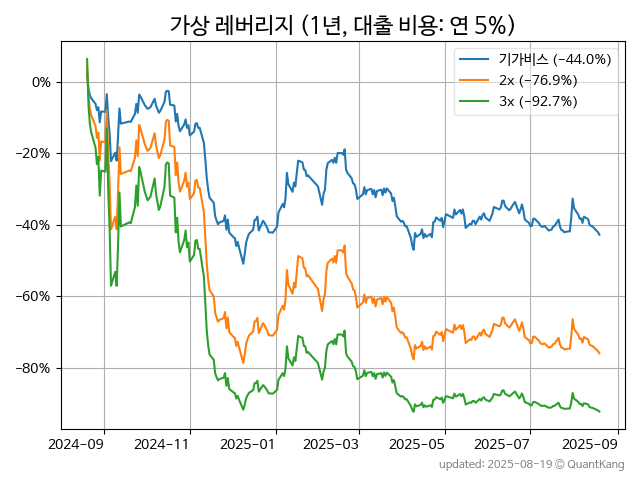 가상 레버리지 (1년, 대출 비용: 연 5%)
기가비스 (−44.0%)
2x (−76.9%)
3x (−92.7%)
0%
−20%
−40%
−60%
−80%
2024-09 2024-11 2025-01 2025-03 2025-05 2025-07 2025-09
updated: 2025-08-19 © QuantKang